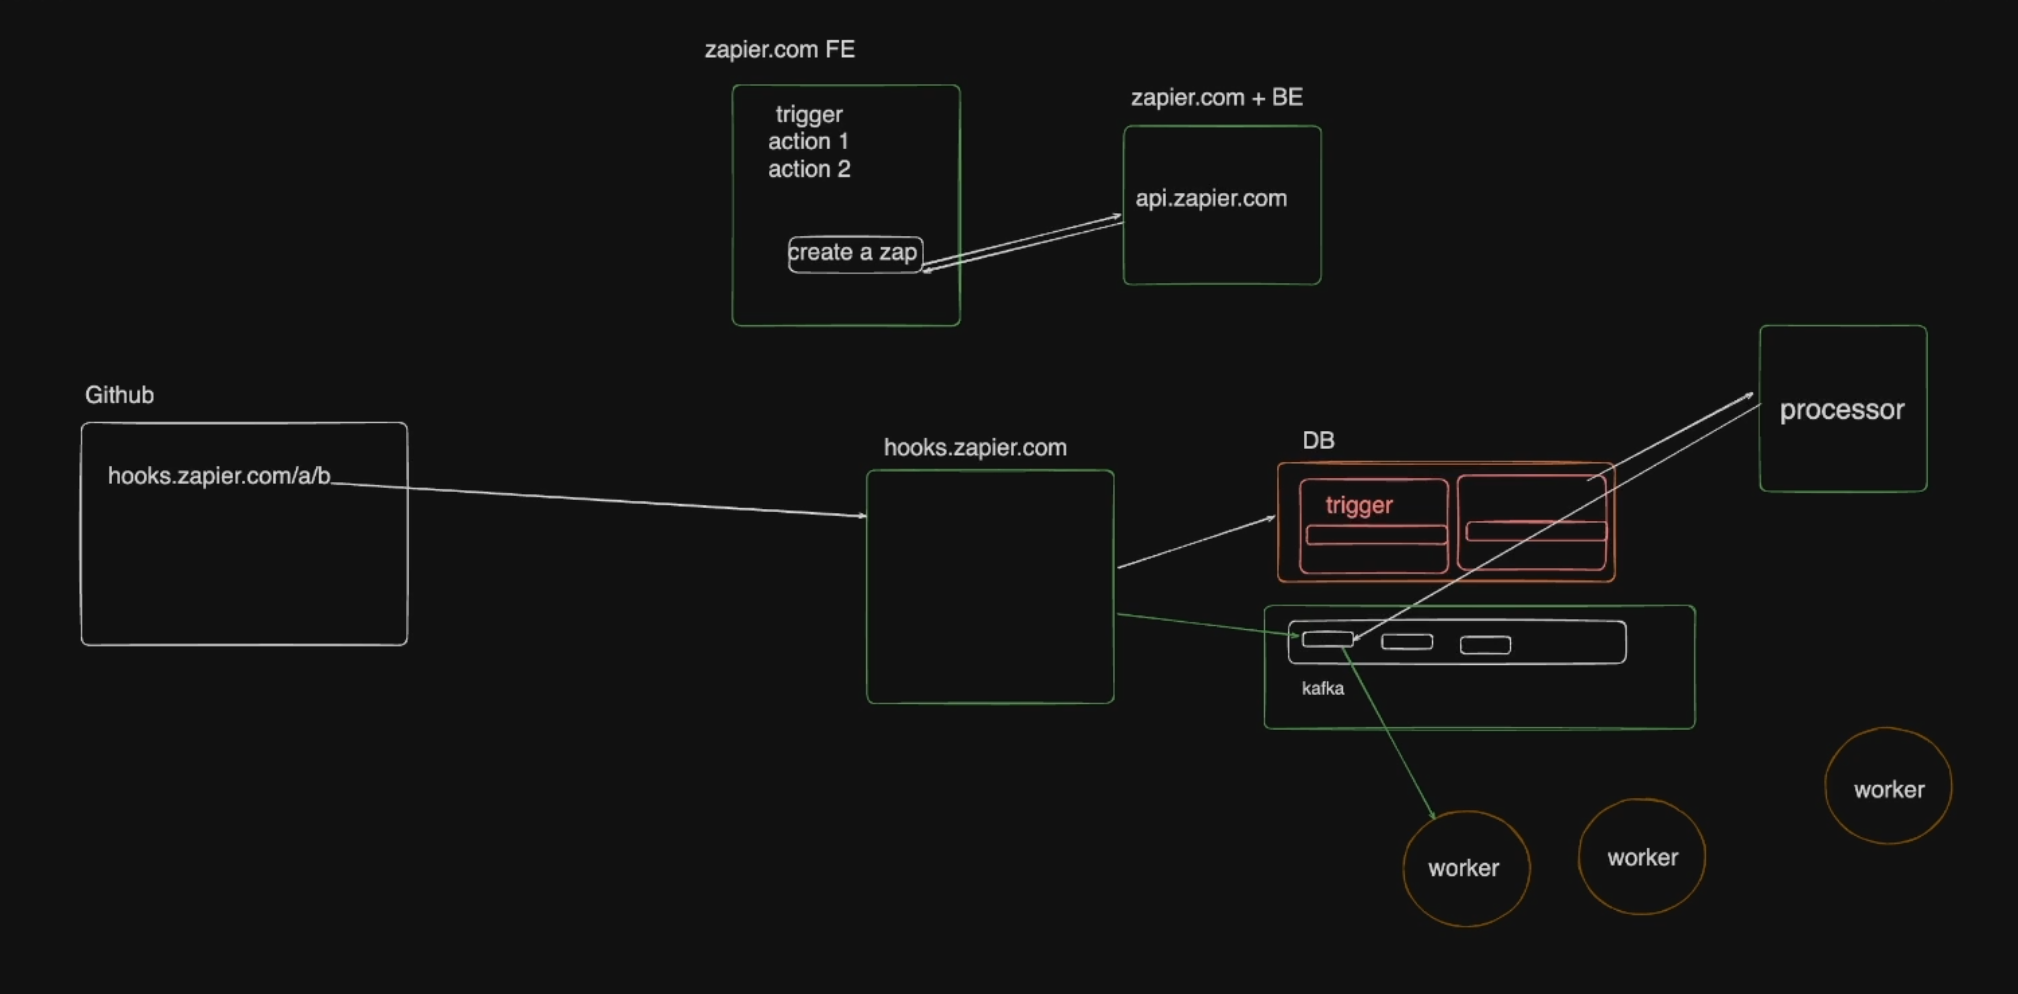 zapier.com FE
trigger
action 1
action 2
create a zap
zapier.com + BE
api.zapier.com
Github
hooks.zapier.com/a/b
hooks.zapier.com
DB
trigger
processor
kafka
worker
worker
worker